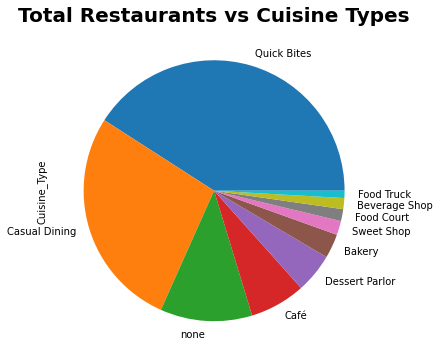 Total Restaurants vs Cuisine Types
Quick Bites
Cuisine_Type
Casual Dining
none
Café
Dessert Parlor
Bakery
Sweet Shop
Food Court
Beverage Shop
Food Truck